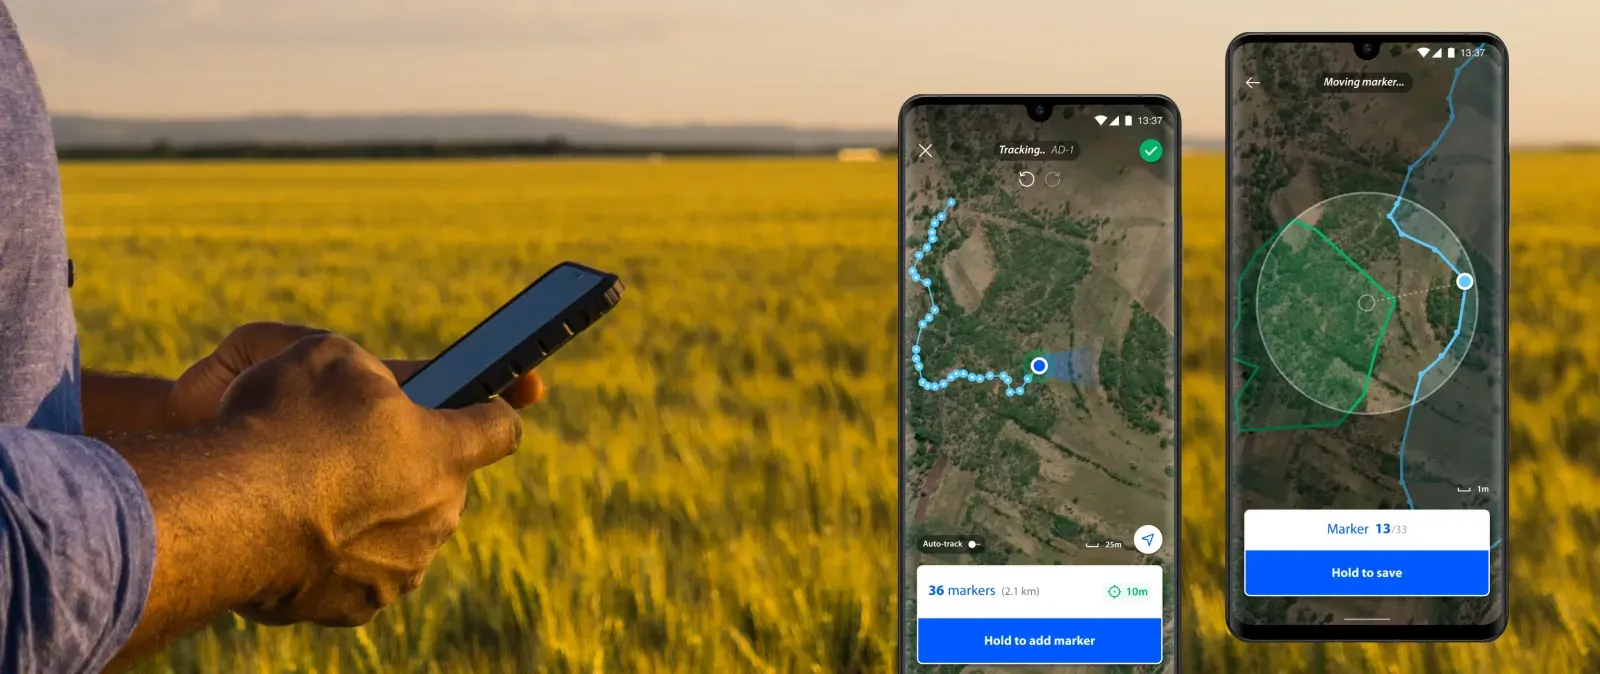 13:37
Tracking.. AD-1
Auto-track
25m
36 markers (2.1 km)
10m
Hold to add marker
13:37
Moving marker...
1m
Marker 13/33
Hold to save